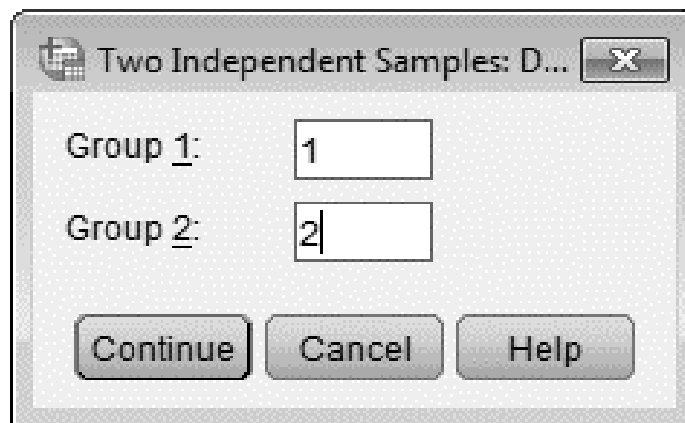 Two Independent Samples: D...
Group 1: 1
Group 2: 2
Continue Cancel Help